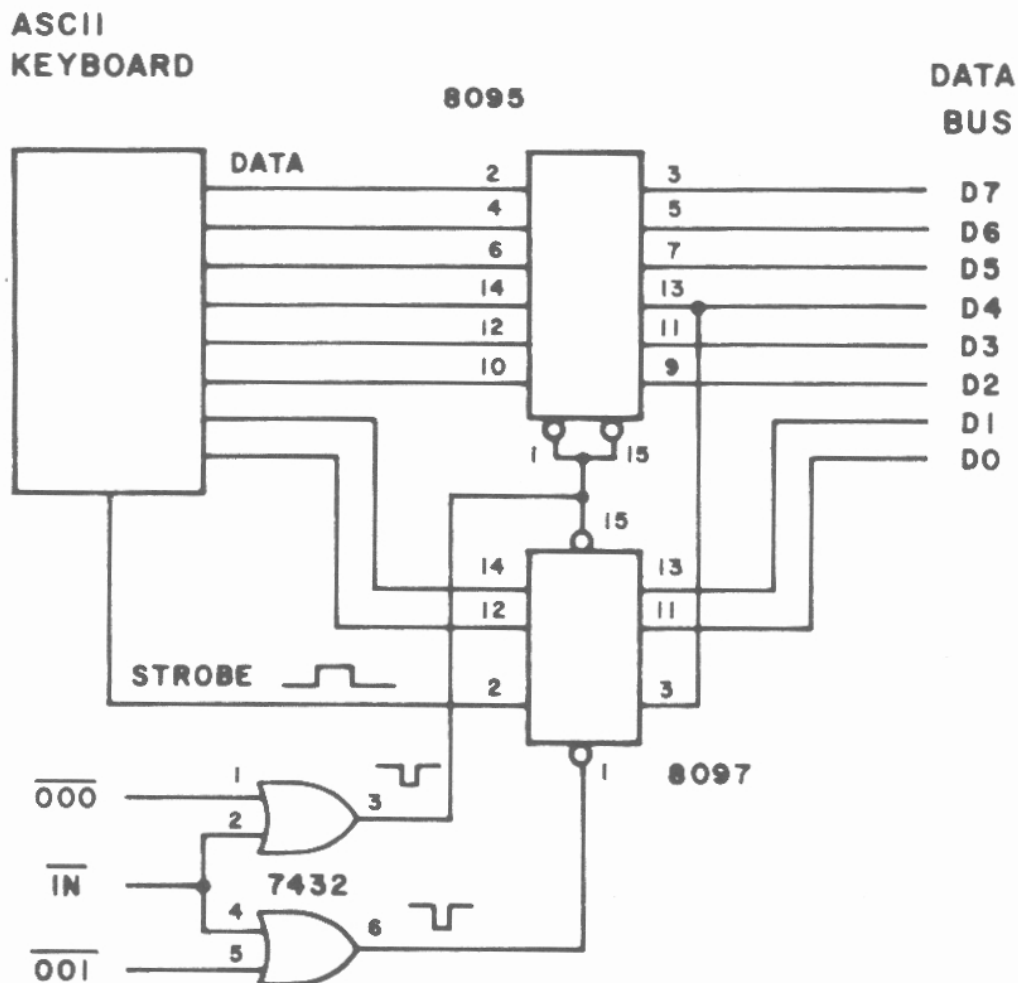 ASCII
KEYBOARD
8095
DATA
BUS
DATA
2 3 D7
4 5 D6
6 7 D5
14 13 D4
12 11 D3
10 9 D2
D1
1 15
D0
15
14 13
12 11
STROBE 2 3
1 8097
000 1 3
2
IN 7432
4 6
001 5